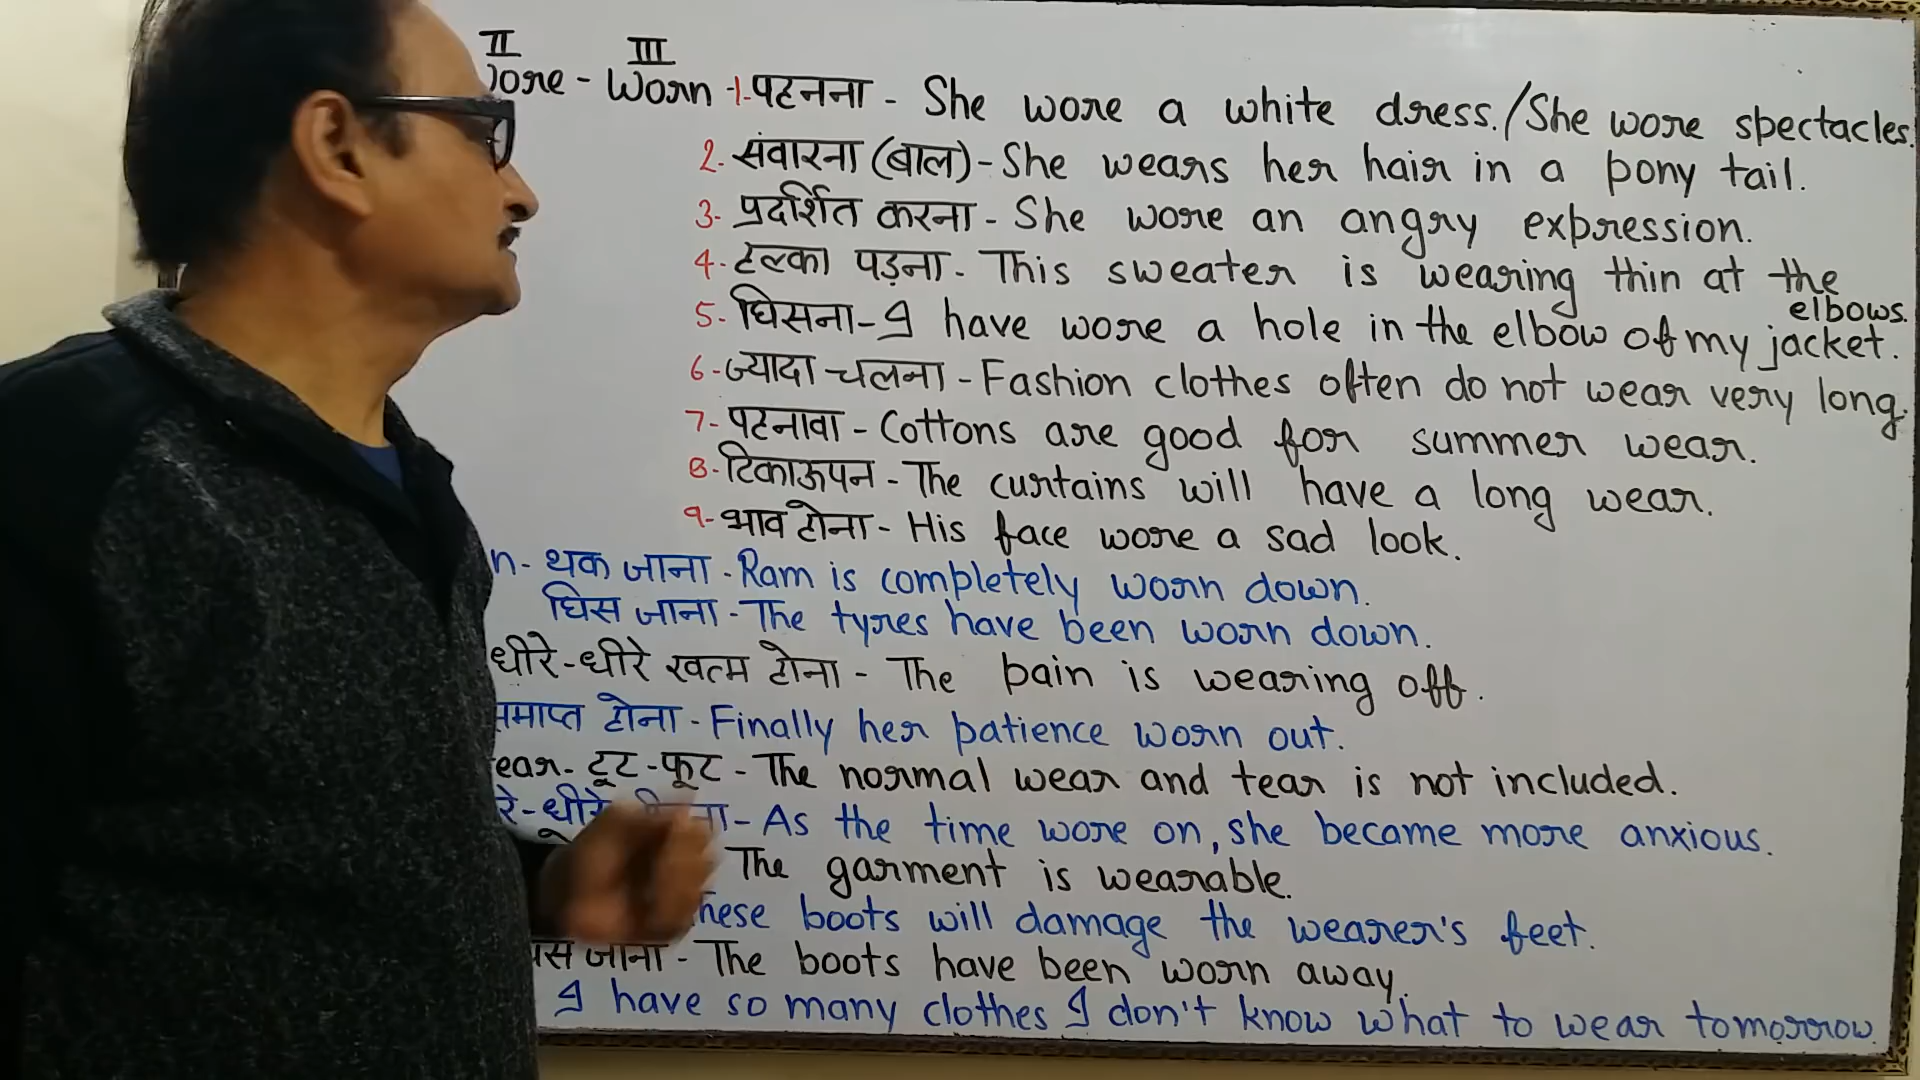 II III
Wore - Worn - 1. पहनना - She wore a white dress. / She wore spectacles.
2. संवारना (बाल) - She wears her hair in a pony tail.
3- प्रदर्शित करना - She wore an angry expression.
4- हल्का पड़ना - This sweater is wearing thin at the elbows.
5- घिसना - I have wore a hole in the elbow of my jacket.
6- ज्यादा चलना - Fashion clothes often do not wear very long.
7- पहनावा - Cottons are good for summer wear.
8- टिकाऊपन - The curtains will have a long wear.
9- भाव होना - His face wore a sad look.
n - थक जाना - Ram is completely worn down.
घिस जाना - The tyres have been worn down.
धीरे-धीरे खत्म होना - The pain is wearing off.
समाप्त होना - Finally her patience worn out.
ear - टूट-फूट - The normal wear and tear is not included.
रे-धीरे - As the time wore on, she became more anxious.
The garment is wearable.
These boots will damage the wearer's feet.
घिस जाना - The boots have been worn away.
I have so many clothes I don't know what to wear tomorrow.